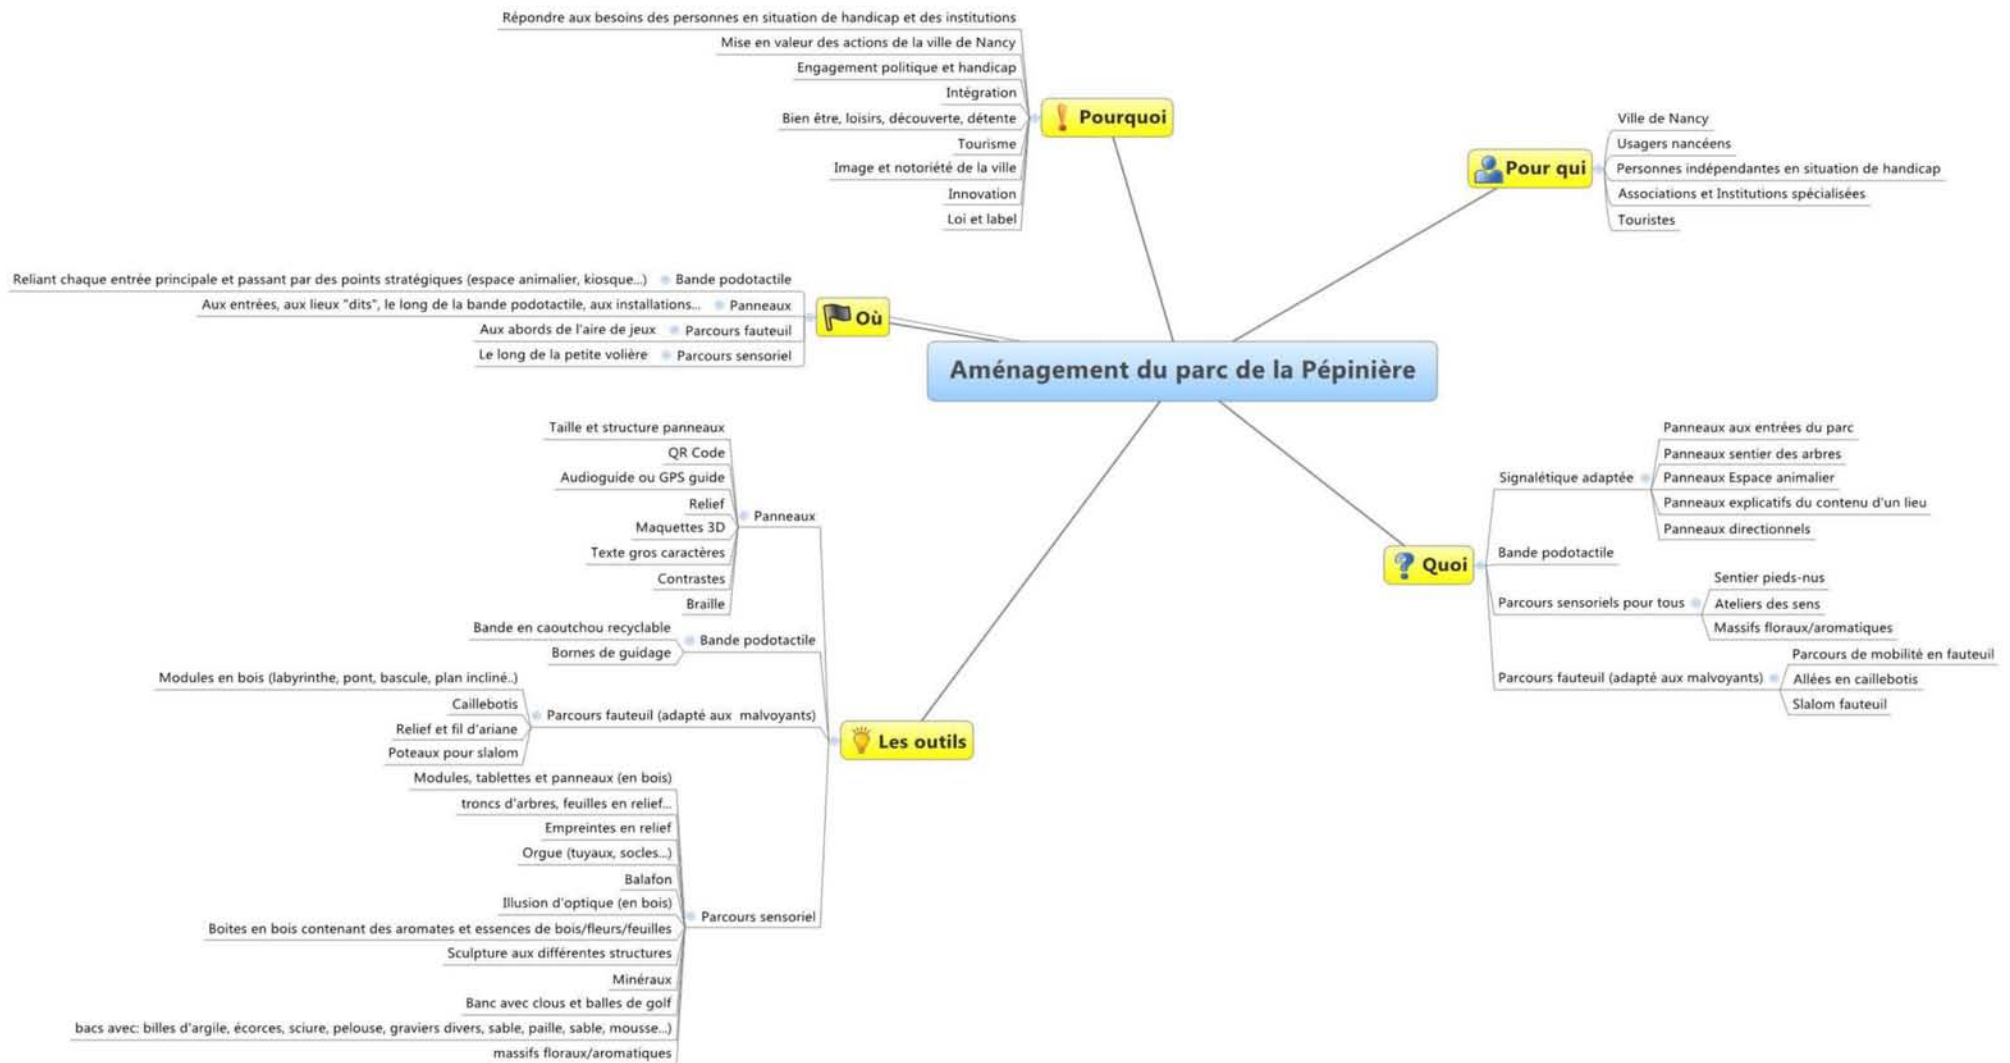 Aménagement du parc de la Pépinière
Pourquoi
Répondre aux besoins des personnes en situation de handicap et des institutions
Mise en valeur des actions de la ville de Nancy
Engagement politique et handicap
Intégration
Bien être, loisirs, découverte, détente
Tourisme
Image et notoriété de la ville
Innovation
Loi et label
Pour qui
Ville de Nancy
Usagers nancéens
Personnes indépendantes en situation de handicap
Associations et Institutions spécialisées
Touristes
Où
Bande podotactile
Reliant chaque entrée principale et passant par des points stratégiques (espace animalier, kiosque...)
Panneaux
Aux entrées, aux lieux "dits", le long de la bande podotactile, aux installations...
Parcours fauteuil
Aux abords de l'aire de jeux
Parcours sensoriel
Le long de la petite volière
Quoi
Signalétique adaptée
Panneaux aux entrées du parc
Panneaux sentier des arbres
Panneaux Espace animalier
Panneaux explicatifs du contenu d'un lieu
Panneaux directionnels
Bande podotactile
Parcours sensoriels pour tous
Sentier pieds-nus
Ateliers des sens
Massifs floraux/aromatiques
Parcours fauteuil (adapté aux malvoyants)
Parcours de mobilité en fauteuil
Allées en caillebotis
Slalom fauteuil
Les outils
Panneaux
Taille et structure panneaux
QR Code
Audioguide ou GPS guide
Relief
Maquettes 3D
Texte gros caractères
Contrastes
Braille
Bande podotactile
Bande en caoutchou recyclable
Bornes de guidage
Parcours fauteuil (adapté aux malvoyants)
Modules en bois (labyrinthe, pont, bascule, plan incliné..)
Caillebotis
Relief et fil d'ariane
Poteaux pour slalom
Parcours sensoriel
Modules, tablettes et panneaux (en bois)
troncs d'arbres, feuilles en relief...
Empreintes en relief
Orgue (tuyaux, socles...)
Balafon
Illusion d'optique (en bois)
Boites en bois contenant des aromates et essences de bois/fleurs/feuilles
Sculpture aux différentes structures
Minéraux
Banc avec clous et balles de golf
bacs avec: billes d'argile, écorces, sciure, pelouse, graviers divers, sable, paille, sable, mousse...)
massifs floraux/aromatiques